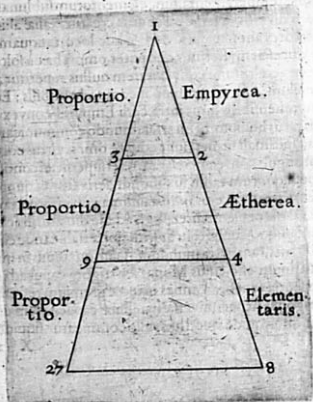 1
Proportio. Empyrea.
3 2
Proportio. Ætherea.
9 4
Propor-
tio.
Elemen-
taris.
27 8